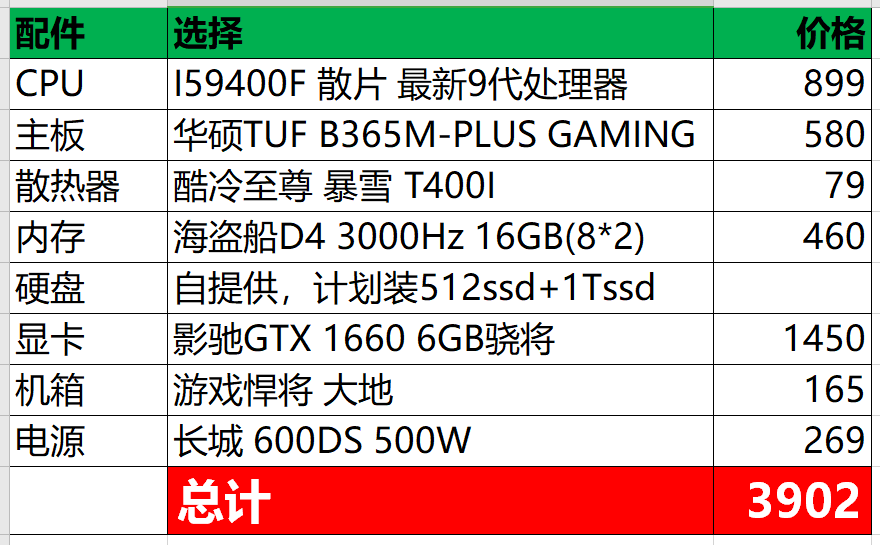 配件 选择 价格
CPU I59400F 散片 最新9代处理器 899
主板 华硕TUF B365M-PLUS GAMING 580
散热器 酷冷至尊 暴雪 T400I 79
内存 海盗船D4 3000Hz 16GB(8*2) 460
硬盘 自提供，计划装512ssd+1Tssd
显卡 影驰GTX 1660 6GB骁将 1450
机箱 游戏悍将 大地 165
电源 长城 600DS 500W 269
总计 3902